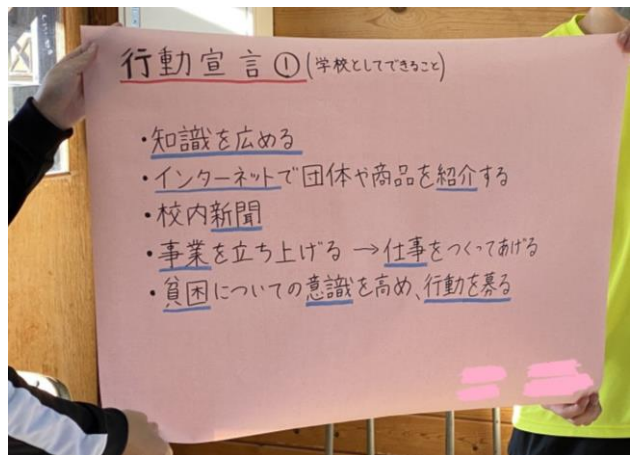 行動宣言① (学校としてできること)
・知識を広める
・インターネットで団体や商品を紹介する
・校内新聞
・事業を立ち上げる →仕事をつくってあげる
・貧困についての意識を高め、行動を募る